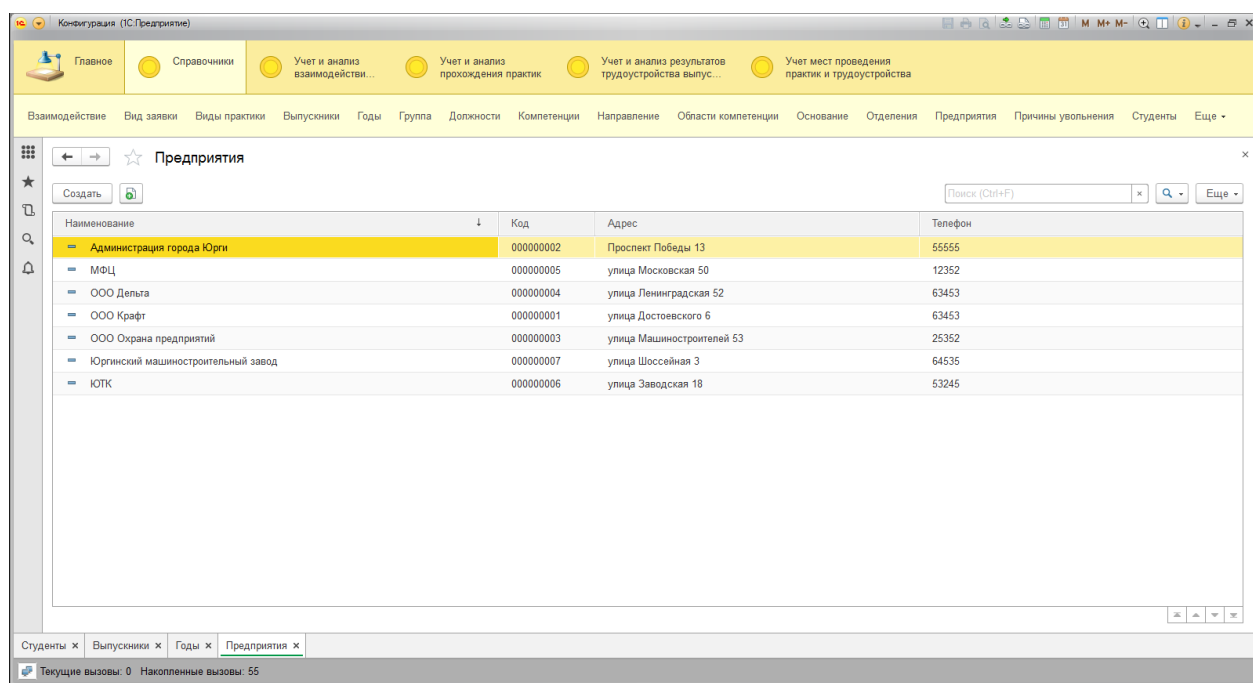 Конфигурация (1С:Предприятие)
M M+ M-
Главное
Справочники
Учет и анализ взаимодействи...
Учет и анализ прохождения практик
Учет и анализ результатов трудоустройства выпус...
Учет мест проведения практик и трудоустройства
Взаимодействие Вид заявки Виды практики Выпускники Годы Группа Должности Компетенции Направление Области компетенции Основание Отделения Предприятия Причины увольнения Студенты Еще
Предприятия
Создать Поиск (Ctrl+F) × Еще
Наименование ↓ Код Адрес Телефон
Администрация города Юрги 000000002 Проспект Победы 13 55555
МФЦ 000000005 улица Московская 50 12352
ООО Дельта 000000004 улица Ленинградская 52 63453
ООО Крафт 000000001 улица Достоевского 6 63453
ООО Охрана предприятий 000000003 улица Машиностроителей 53 25352
Юргинский машиностроительный завод 000000007 улица Шоссейная 3 64535
ЮТК 000000006 улица Заводская 18 53245
Студенты × Выпускники × Годы × Предприятия ×
Текущие вызовы: 0 Накопленные вызовы: 55